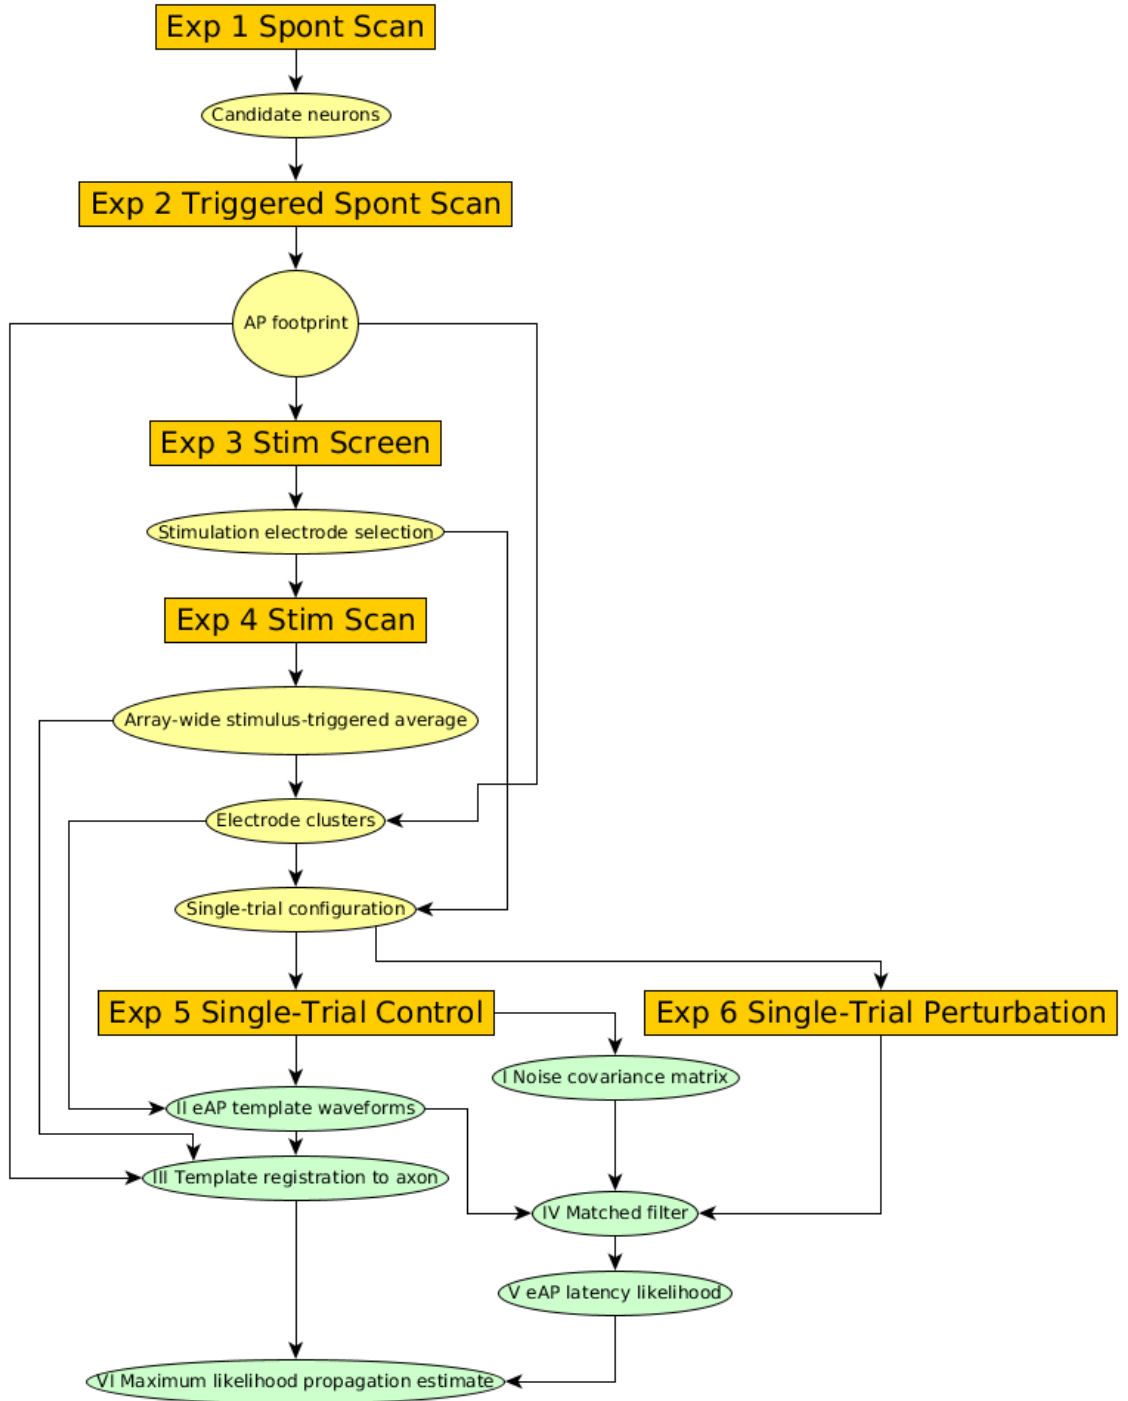 Exp 1 Spont Scan
Candidate neurons
Exp 2 Triggered Spont Scan
AP footprint
Exp 3 Stim Screen
Stimulation electrode selection
Exp 4 Stim Scan
Array-wide stimulus-triggered average
Electrode clusters
Single-trial configuration
Exp 5 Single-Trial Control
Exp 6 Single-Trial Perturbation
I Noise covariance matrix
II eAP template waveforms
III Template registration to axon
IV Matched filter
V eAP latency likelihood
VI Maximum likelihood propagation estimate